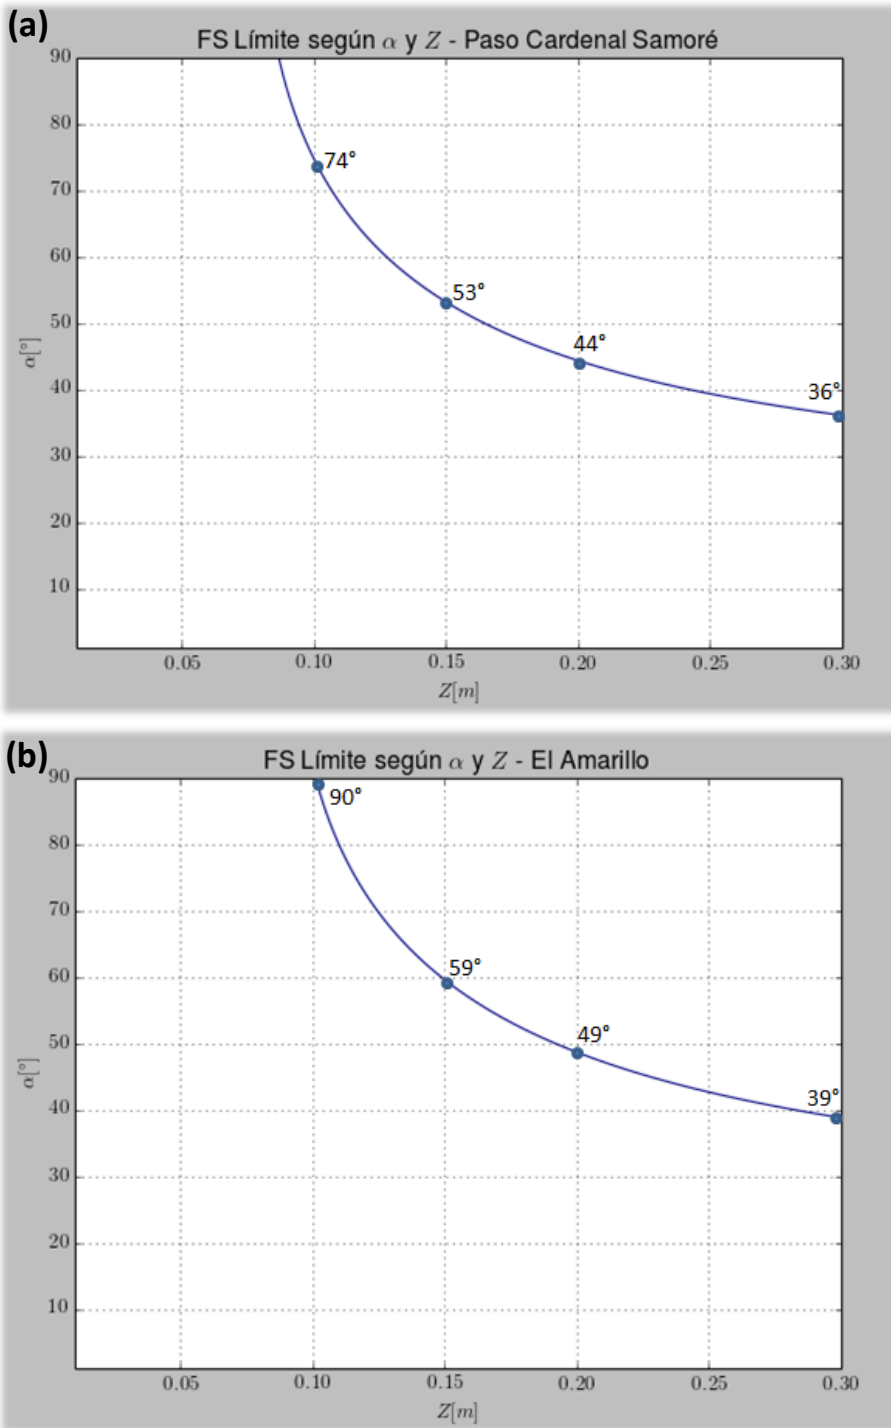 (a)
FS Límite según α y Z - Paso Cardenal Samoré
90
80
74°
70
60
53°
50
44°
40
36°
30
20
10
α[°]
0.05 0.10 0.15 0.20 0.25 0.30
Z[m]
(b)
FS Límite según α y Z - El Amarillo
90
90°
80
70
60
59°
50
49°
40
39°
30
20
10
α[°]
0.05 0.10 0.15 0.20 0.25 0.30
Z[m]